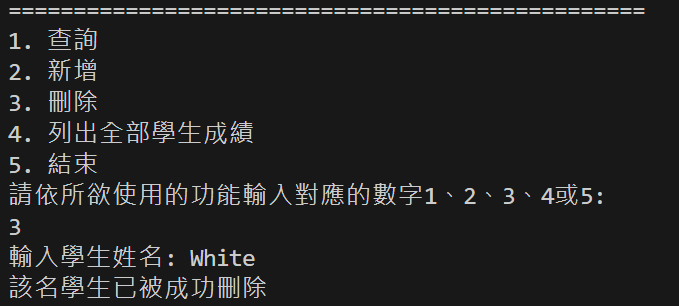 =================================================
1. 查詢
2. 新增
3. 刪除
4. 列出全部學生成績
5. 結束
請依所欲使用的功能輸入對應的數字1、2、3、4或5:
3
輸入學生姓名: White
該名學生已被成功刪除